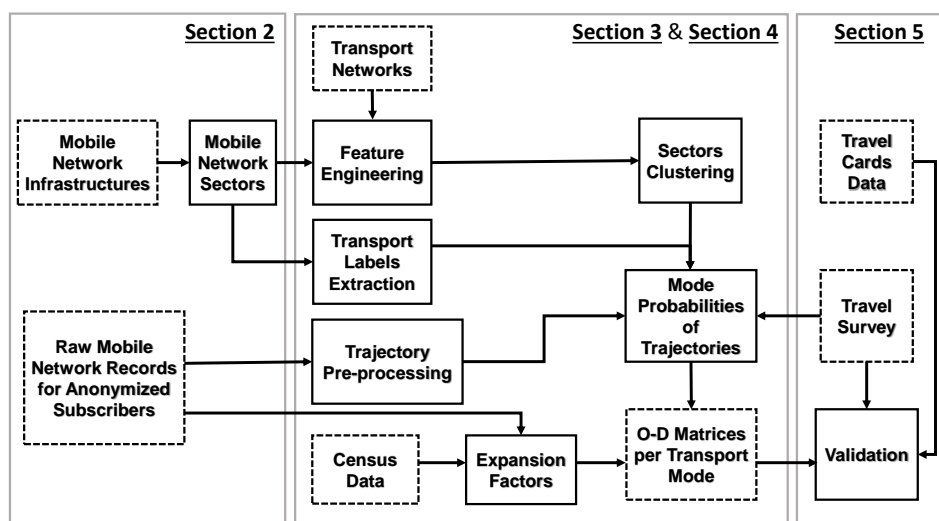 Section 2
Section 3 & Section 4
Section 5
Transport
Networks
Mobile
Network
Infrastructures
Mobile
Network
Sectors
Feature
Engineering
Sectors
Clustering
Travel
Cards
Data
Transport
Labels
Extraction
Mode
Probabilities
of
Trajectories
Travel
Survey
Raw Mobile
Network Records
for Anonymized
Subscribers
Trajectory
Pre-processing
Census
Data
Expansion
Factors
O-D Matrices
per Transport
Mode
Validation